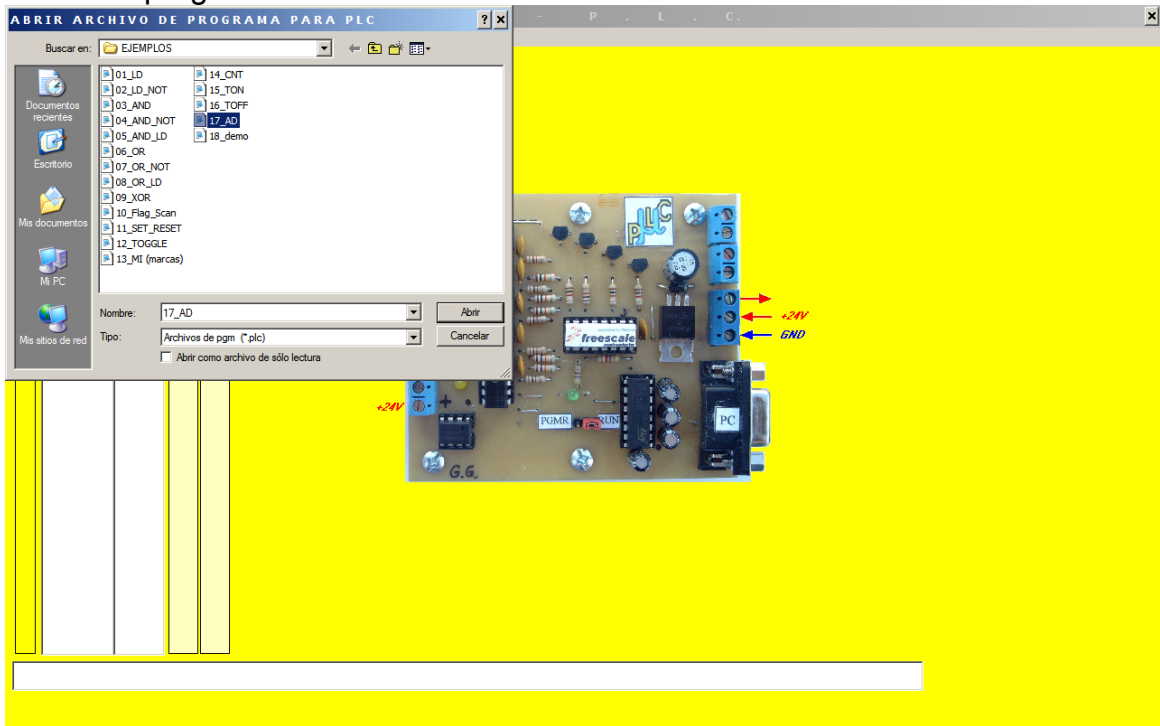 ABRIR ARCHIVO DE PROGRAMA PARA PLC
- P . L . C.
Buscar en: EJEMPLOS
Documentos recientes
Escritorio
Mis documentos
Mi PC
Mis sitios de red
01_LD
02_LD_NOT
03_AND
04_AND_NOT
05_AND_LD
06_OR
07_OR_NOT
08_OR_LD
09_XOR
10_Flag_Scan
11_SET_RESET
12_TOGGLE
13_MI (marcas)
14_CNT
15_TON
16_TOFF
17_AD
18_demo
Nombre: 17_AD Abrir
Tipo: Archivos de pgm (*.plc) Cancelar
Abrir como archivo de sólo lectura
+24V
GND
freescale
+24V
PGMR RUN
PC
G.G.